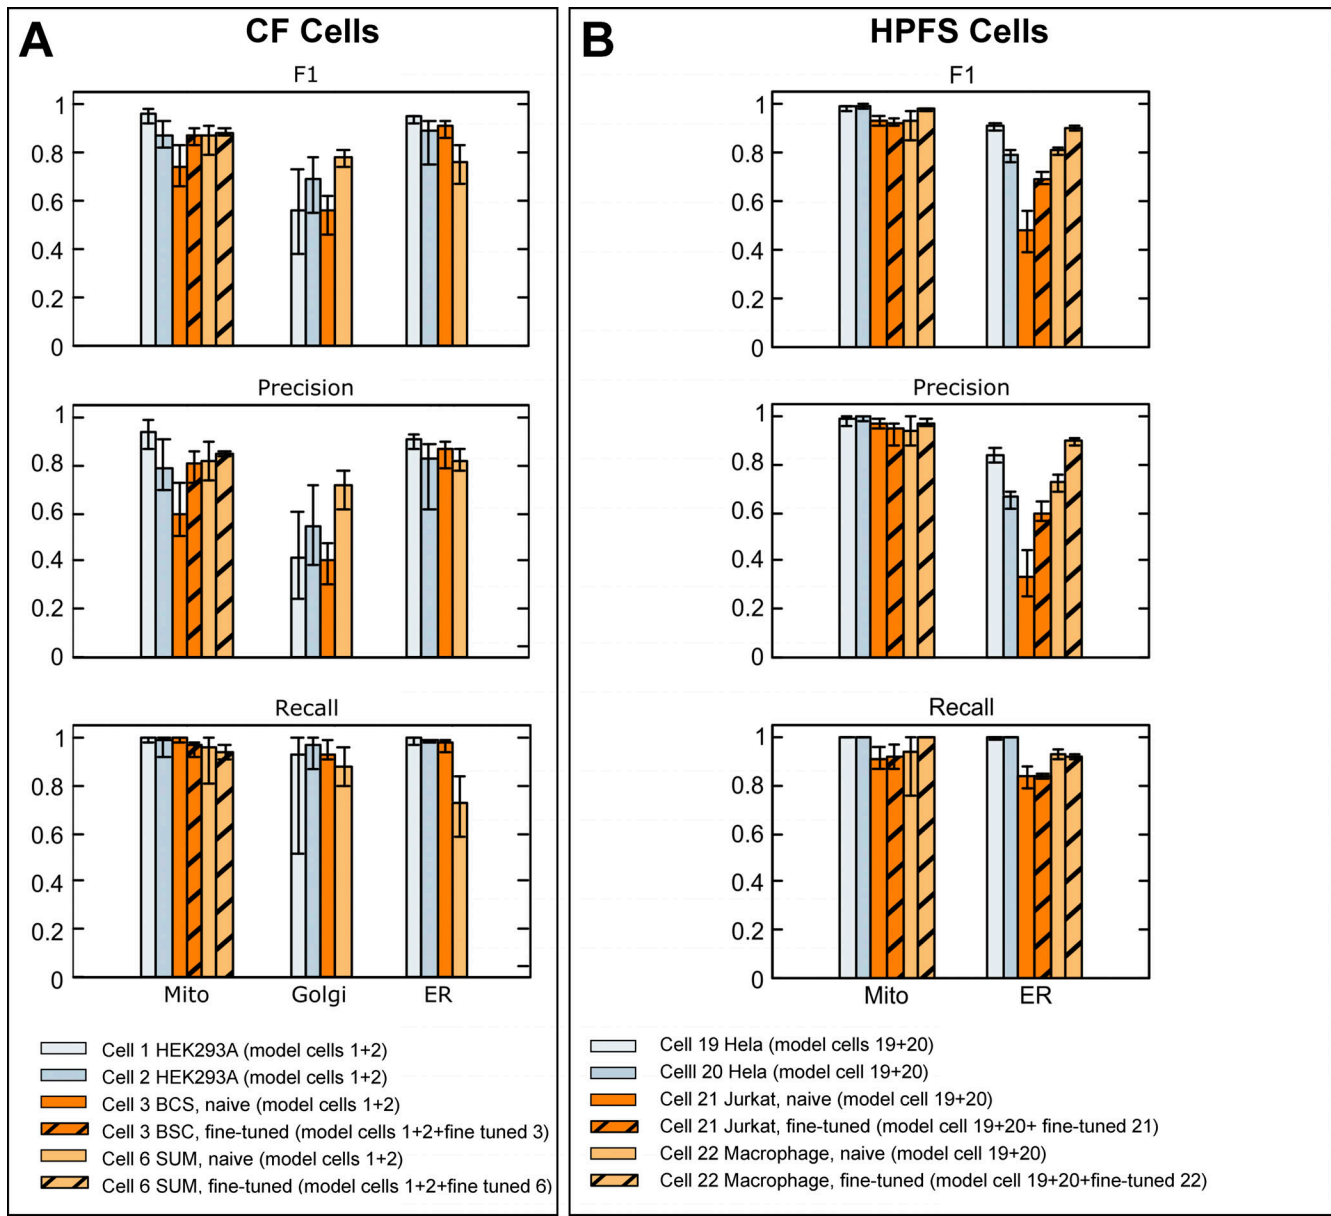 A
CF Cells
F1
1
0.8
0.6
0.4
0.2
0
Precision
1
0.8
0.6
0.4
0.2
0
Recall
1
0.8
0.6
0.4
0.2
0
Mito Golgi ER
Cell 1 HEK293A (model cells 1+2)
Cell 2 HEK293A (model cells 1+2)
Cell 3 BCS, naive (model cells 1+2)
Cell 3 BSC, fine-tuned (model cells 1+2+fine tuned 3)
Cell 6 SUM, naive (model cells 1+2)
Cell 6 SUM, fine-tuned (model cells 1+2+fine tuned 6)
B
HPFS Cells
F1
1
0.8
0.6
0.4
0.2
0
Precision
1
0.8
0.6
0.4
0.2
0
Recall
1
0.8
0.6
0.4
0.2
0
Mito ER
Cell 19 Hela (model cells 19+20)
Celll 20 Hela (model cell 19+20)
Cell 21 Jurkat, naive (model cell 19+20)
Cell 21 Jurkat, fine-tuned (model cell 19+20+ fine-tuned 21)
Cell 22 Macrophage, naive (model cell 19+20)
Cell 22 Macrophage, fine-tuned (model cell 19+20+fine-tuned 22)